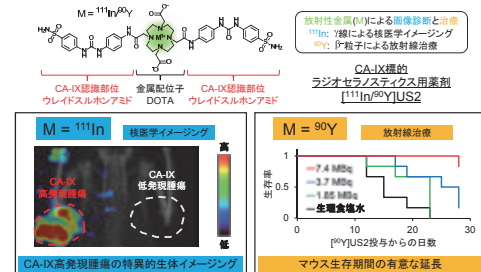 M = ¹¹¹In/⁹⁰Y
放射性金属(M)による画像診断と治療
¹¹¹In: γ線による核医学イメージング
⁹⁰Y: β⁻粒子による放射線治療
CA-IX標的
ラジオセラノスティクス用薬剤
[¹¹¹In/⁹⁰Y]US2
CA-IX認識部位
ウレイドスルホンアミド
金属配位子
DOTA
CA-IX認識部位
ウレイドスルホンアミド
M = ¹¹¹In
核医学イメージング
CA-IX
高発現腫瘍
CA-IX
低発現腫瘍
高
低
CA-IX高発現腫瘍の特異的生体イメージング
M = ⁹⁰Y
放射線治療
生存率
1
0.5
0
7.4 MBq
3.7 MBq
1.85 MBq
生理食塩水
0 10 20 30
[⁹⁰Y]US2投与からの日数
マウス生存期間の有意な延長